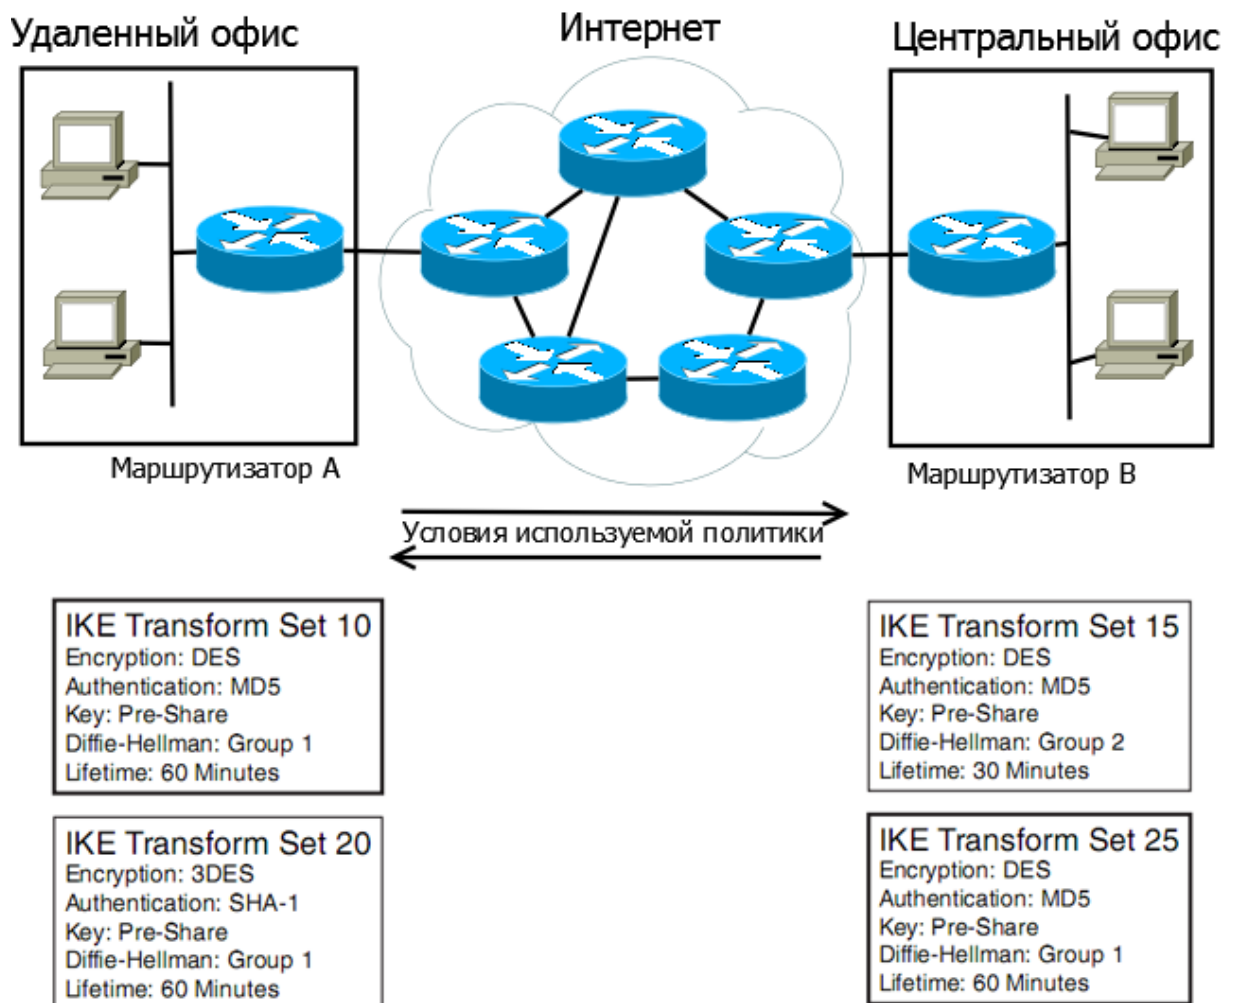 Удаленный офис
Интернет
Центральный офис
Маршрутизатор А
Маршрутизатор В
Условия используемой политики
IKE Transform Set 10
Encryption: DES
Authentication: MD5
Key: Pre-Share
Diffie-Hellman: Group 1
Lifetime: 60 Minutes
IKE Transform Set 20
Encryption: 3DES
Authentication: SHA-1
Key: Pre-Share
Diffie-Hellman: Group 1
Lifetime: 60 Minutes
IKE Transform Set 15
Encryption: DES
Authentication: MD5
Key: Pre-Share
Diffie-Hellman: Group 2
Lifetime: 30 Minutes
IKE Transform Set 25
Encryption: DES
Authentication: MD5
Key: Pre-Share
Diffie-Hellman: Group 1
Lifetime: 60 Minutes